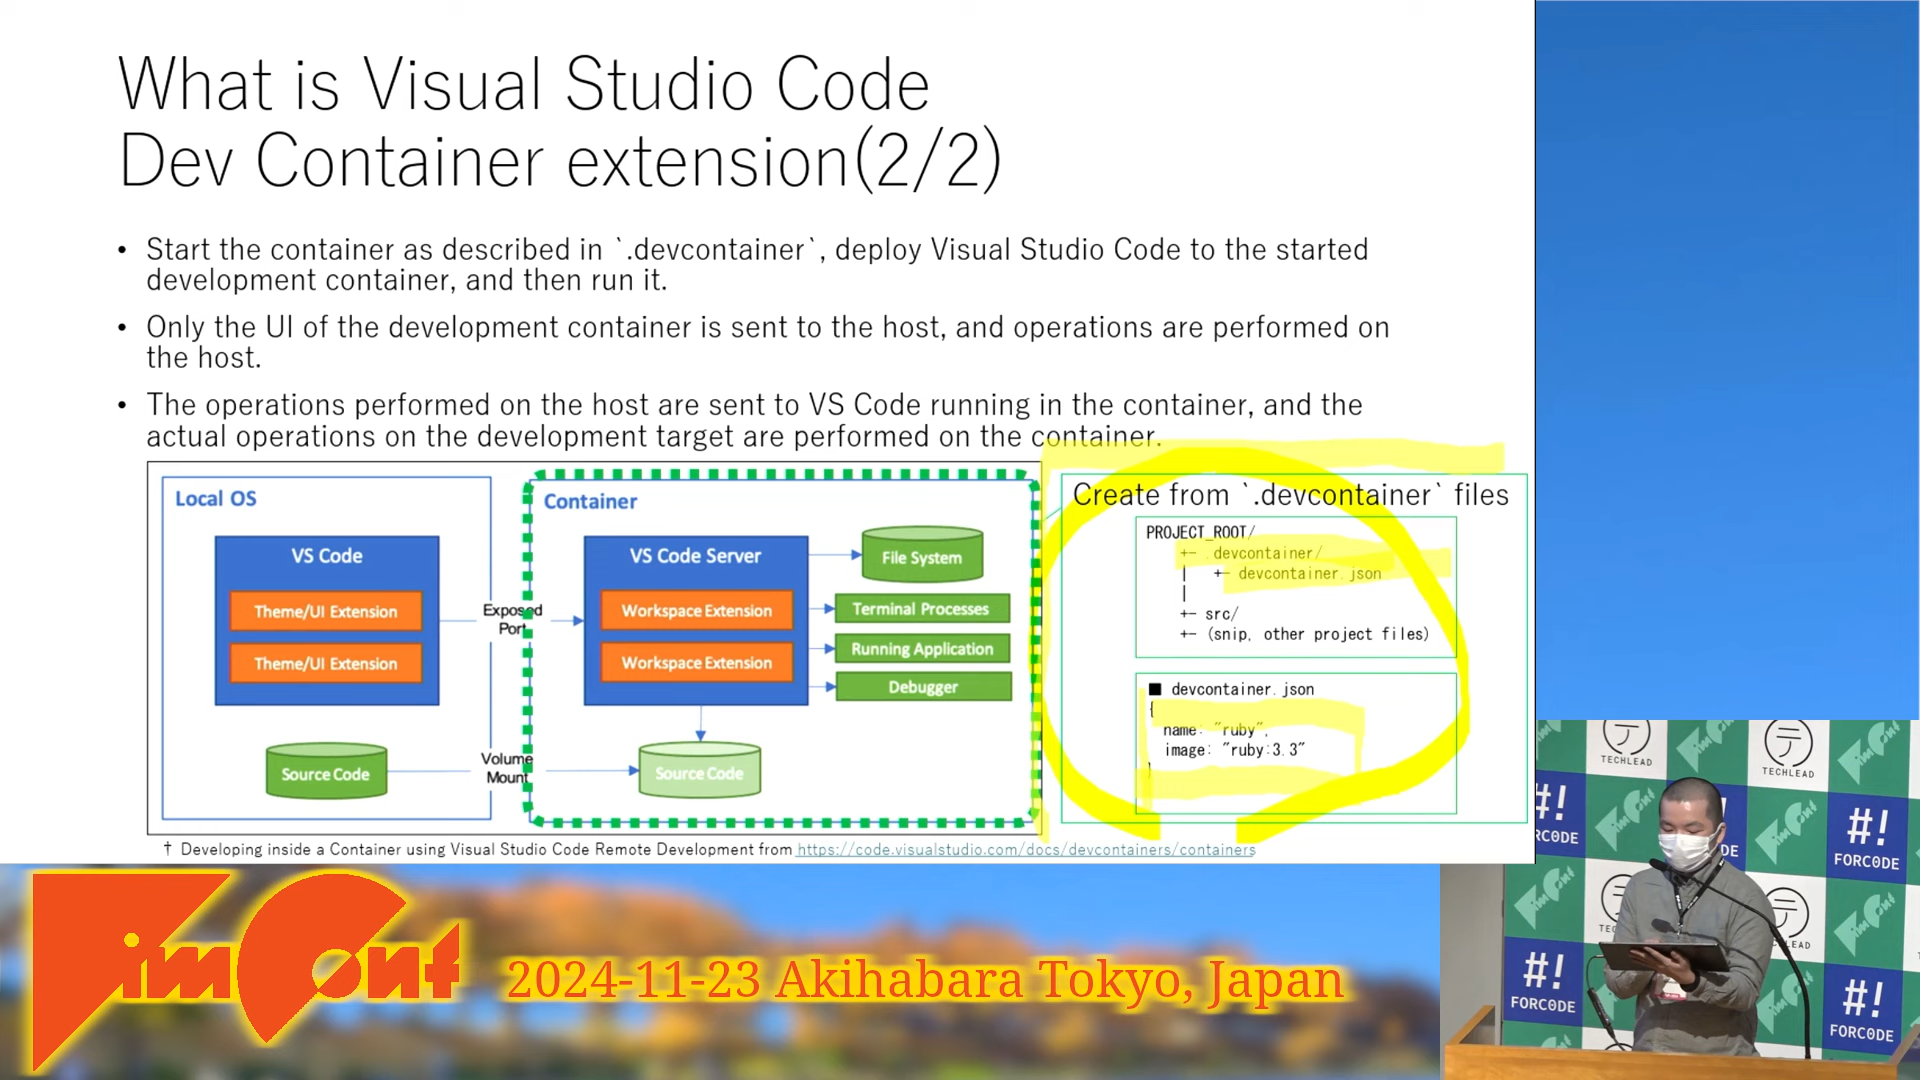 What is Visual Studio Code
Dev Container extension(2/2)
• Start the container as described in `.devcontainer`, deploy Visual Studio Code to the started
development container, and then run it.
• Only the UI of the development container is sent to the host, and operations are performed on
the host.
• The operations performed on the host are sent to VS Code running in the container, and the
actual operations on the development target are performed on the container.
Local OS
VS Code
Theme/UI Extension
Theme/UI Extension
Source Code
Exposed
Port
Volume
Mount
Container
VS Code Server
Workspace Extension
Workspace Extension
Source Code
File System
Terminal Processes
Running Application
Debugger
Create from `.devcontainer` files
PROJECT_ROOT/
+- .devcontainer/
| +- devcontainer.json
|
+- src/
+- (snip, other project files)
■ devcontainer.json
{
name: "ruby",
image: "ruby:3.3"
}
† Developing inside a Container using Visual Studio Code Remote Development from https://code.visualstudio.com/docs/devcontainers/containers
VimConf
2024-11-23 Akihabara Tokyo, Japan
TECHLEAD
TECHLEAD
#!
FORC0DE
#!
FORC0DE
#!
FORC0DE